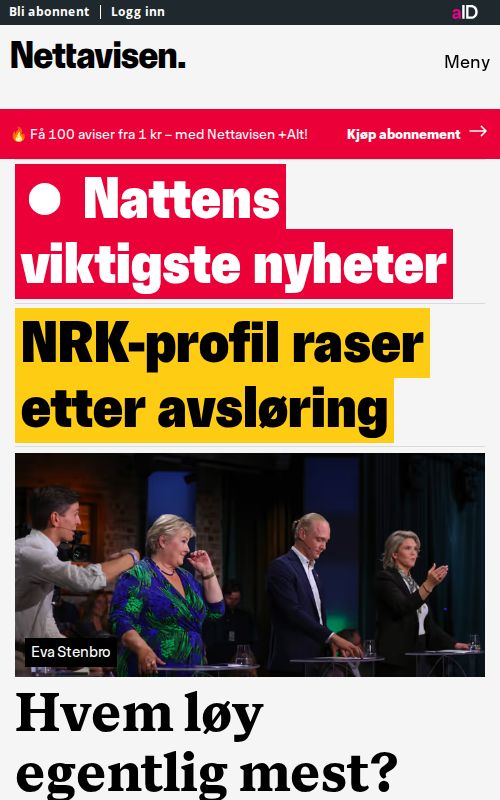 Bli abonnent | Logg inn
aID
Nettavisen.
Meny
🔥 Få 100 aviser fra 1 kr – med Nettavisen +Alt!
Kjøp abonnement →
Nattens
viktigste nyheter
NRK-profil raser
etter avsløring
Eva Stenbro
Hvem løy
egentlig mest?